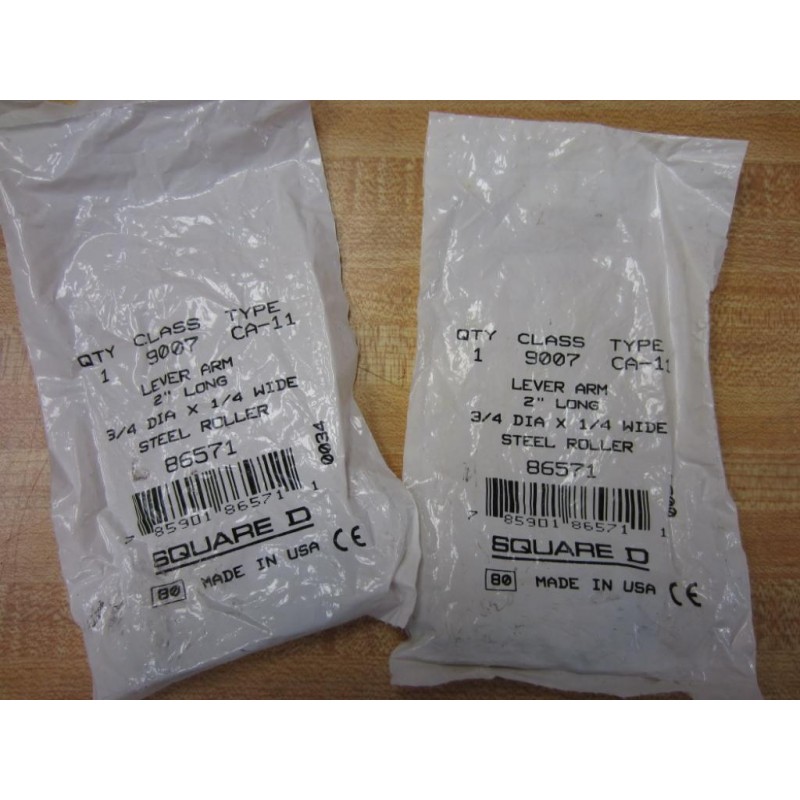 QTY CLASS TYPE
1 9007 CA-11
LEVER ARM
2" LONG
3/4 DIA X 1/4 WIDE
STEEL ROLLER
86571
4300
7 85901 86571 1
SQUARE D
80 MADE IN USA CE
QTY CLASS TYPE
1 9007 CA-11
LEVER ARM
2" LONG
3/4 DIA X 1/4 WIDE
STEEL ROLLER
86571
7 85901 86571 1
SQUARE D
80 MADE IN USA CE